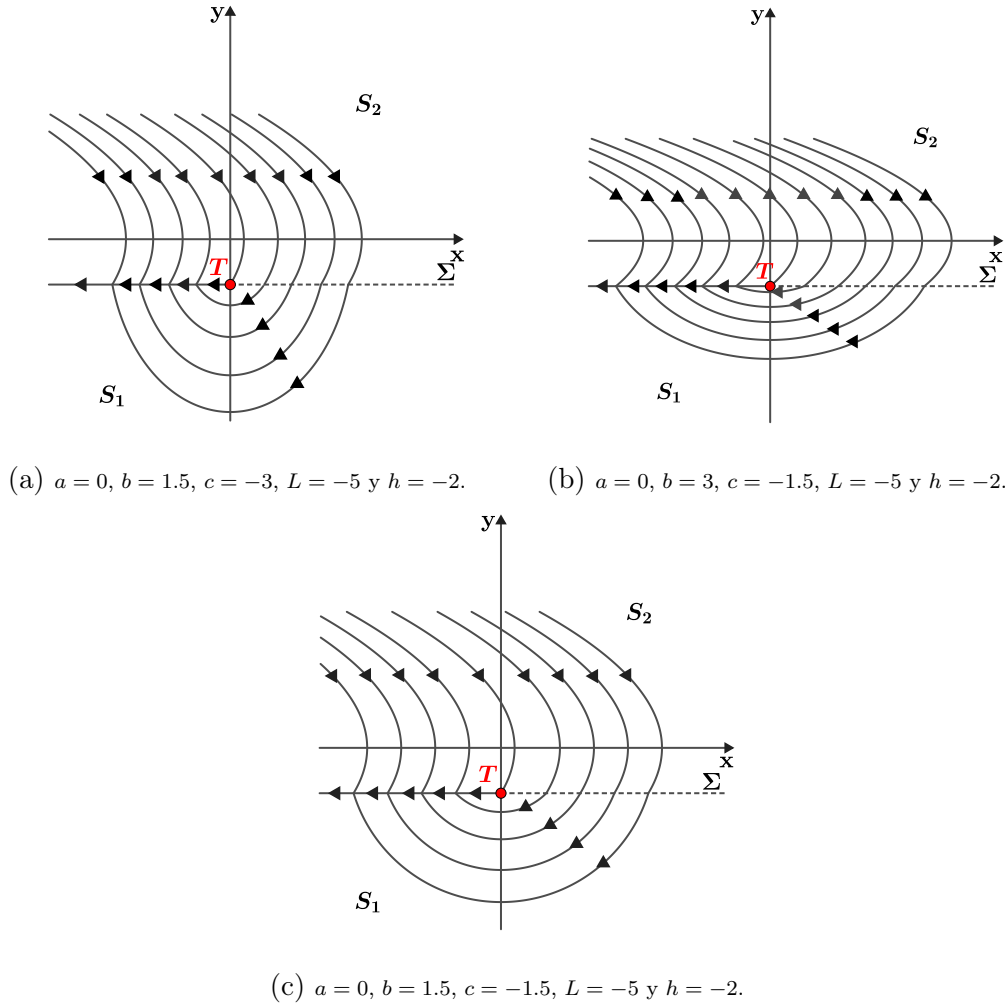 y
S₂
T
x
Σ
S₁
(a) a = 0, b = 1.5, c = −3, L = −5 y h = −2.
y
S₂
T
x
Σ
S₁
(b) a = 0, b = 3, c = −1.5, L = −5 y h = −2.
y
S₂
T
x
Σ
S₁
(c) a = 0, b = 1.5, c = −1.5, L = −5 y h = −2.